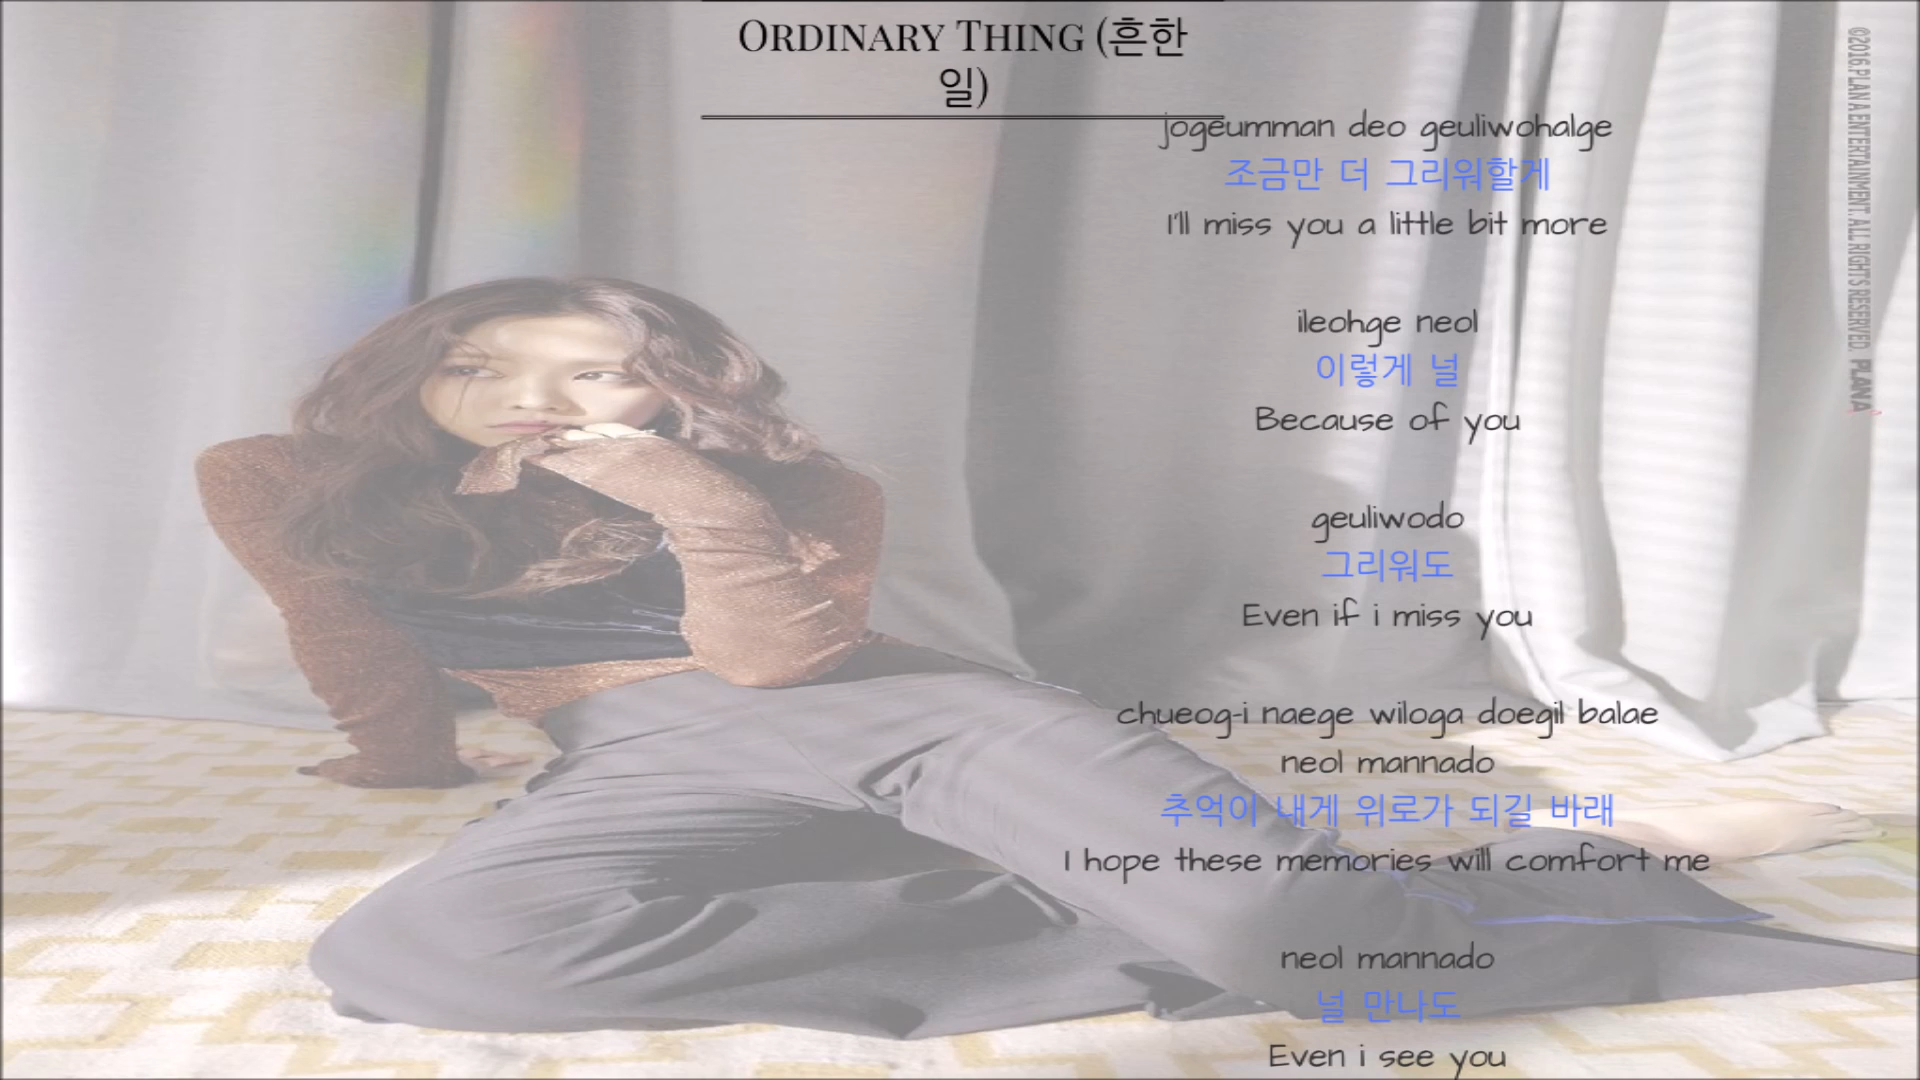 ORDINARY THING (흔한
일)
jogeumman deo geuliwohalge
조금만 더 그리워할게
I'll miss you a little bit more
ileohge neol
이렇게 널
Because of you
geuliwodo
그리워도
Even if i miss you
chueog-i naege wiloga doegil balae
neol mannado
추억이 내게 위로가 되길 바래
I hope these memories will comfort me
neol mannado
널 만나도
Even i see you
©2016.PLAN A ENTERTAINMENT. ALL RIGHTS RESERVED. PLAN A